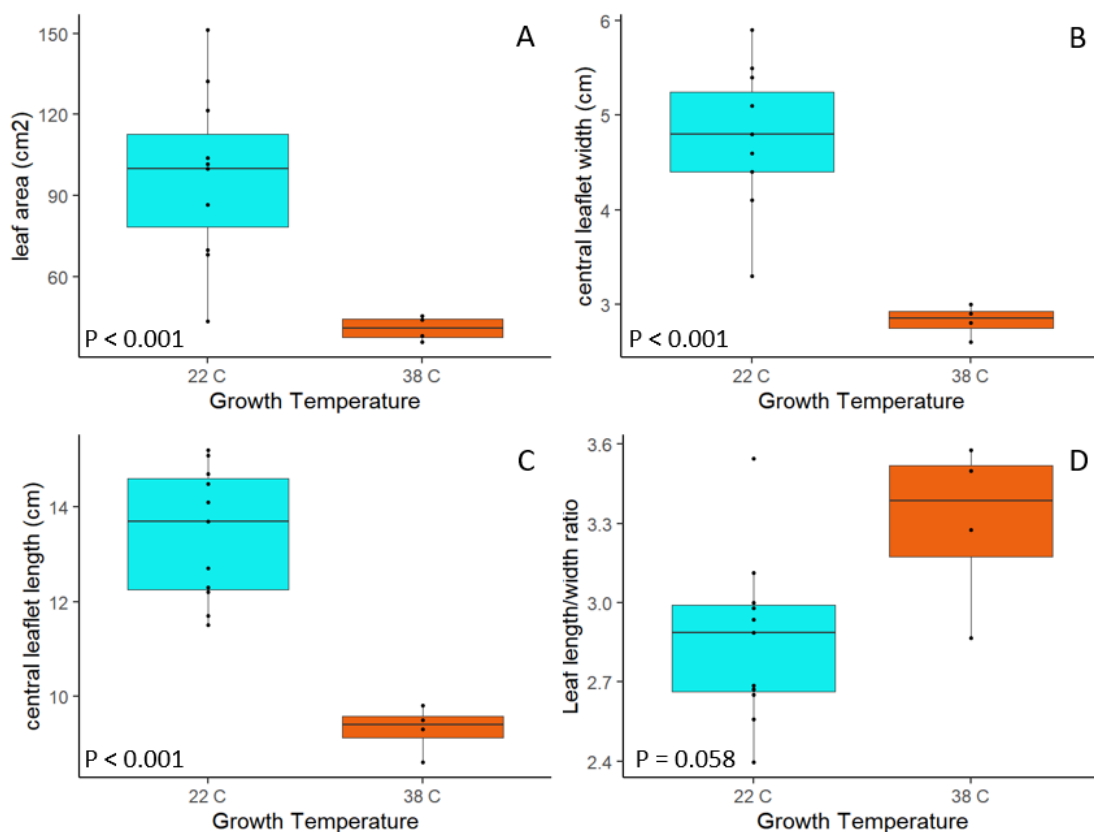 A
leaf area (cm2)
150
120
90
60
P < 0.001
22 C
38 C
Growth Temperature
B
central leaflet width (cm)
6
5
4
3
P < 0.001
22 C
38 C
Growth Temperature
C
central leaflet length (cm)
14
12
10
P < 0.001
22 C
38 C
Growth Temperature
D
Leaf length/width ratio
3.6
3.3
3.0
2.7
2.4
P = 0.058
22 C
38 C
Growth Temperature